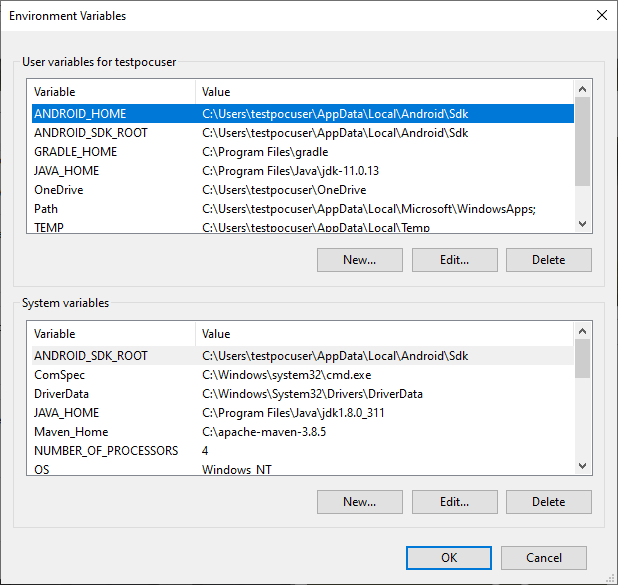 Environment Variables
User variables for testpocuser
Variable Value
ANDROID_HOME C:\Users\testpocuser\AppData\Local\Android\Sdk
ANDROID_SDK_ROOT C:\Users\testpocuser\AppData\Local\Android\Sdk
GRADLE_HOME C:\Program Files\gradle
JAVA_HOME C:\Program Files\Java\jdk-11.0.13
OneDrive C:\Users\testpocuser\OneDrive
Path C:\Users\testpocuser\AppData\Local\Microsoft\WindowsApps;
TEMP C:\Users\testpocuser\AppData\Local\Temp
New... Edit... Delete
System variables
Variable Value
ANDROID_SDK_ROOT C:\Users\testpocuser\AppData\Local\Android\Sdk
ComSpec C:\Windows\system32\cmd.exe
DriverData C:\Windows\System32\Drivers\DriverData
JAVA_HOME C:\Program Files\Java\jdk1.8.0_311
Maven_Home C:\apache-maven-3.8.5
NUMBER_OF_PROCESSORS 4
OS Windows_NT
New... Edit... Delete
OK Cancel